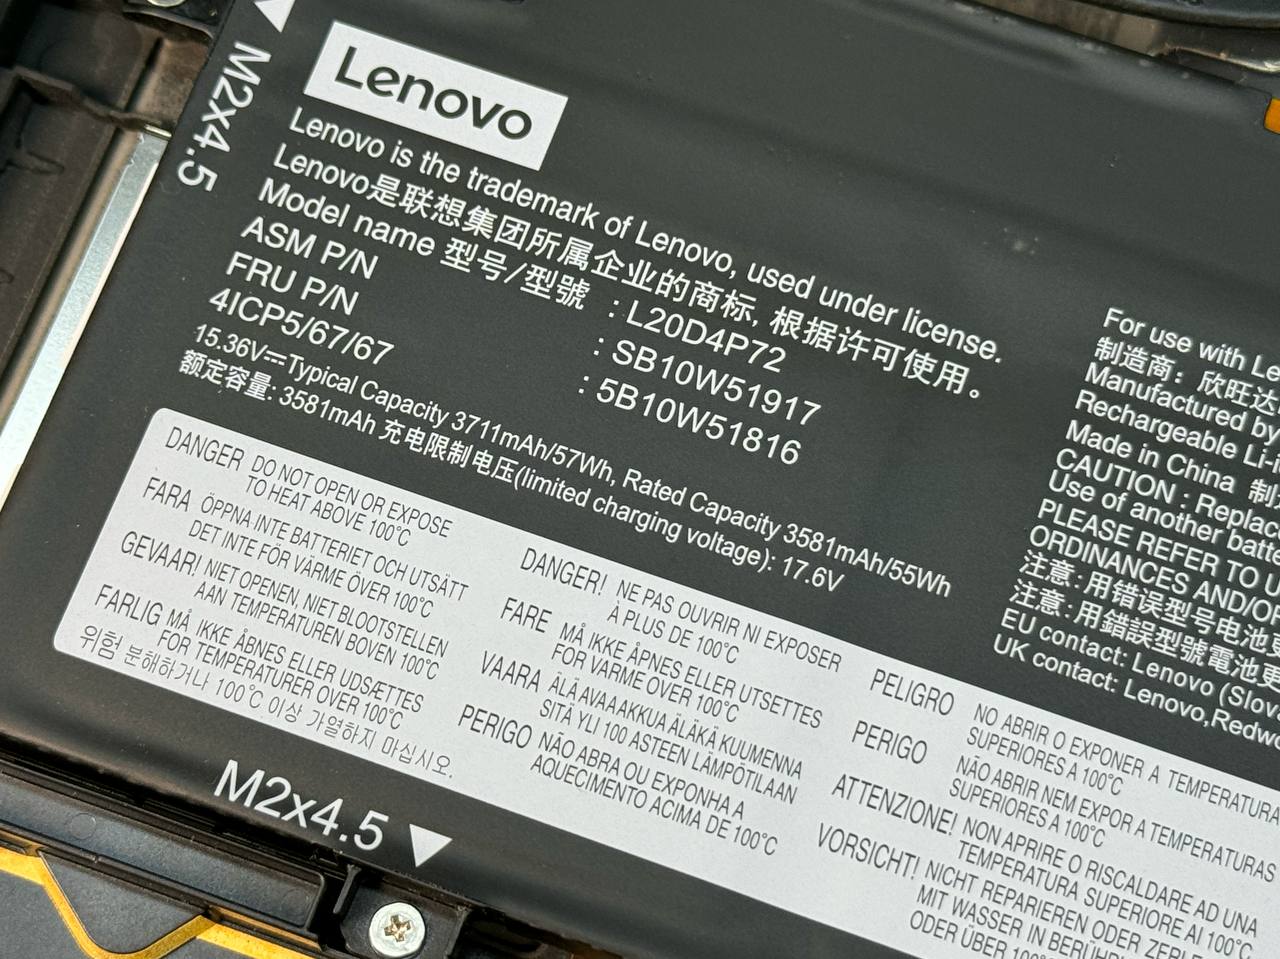 M2x4.5
Lenovo
Lenovo is the trademark of Lenovo, used under license.
Lenovo是联想集团所属企业的商标, 根据许可使用。
Model name 型号/型號 : L20D4P72
ASM P/N : SB10W51917
FRU P/N : 5B10W51816
4ICP5/67/67
15.36V⎓Typical Capacity 3711mAh/57Wh, Rated Capacity 3581mAh/55Wh
额定容量: 3581mAh 充电限制电压(limited charging voltage): 17.6V
For use with Le
制造商: 欣旺达
Manufactured by
Rechargeable Li-i
Made in China 制
CAUTION : Replac
Use of another batte
PLEASE REFER TO U
ORDINANCES AND/O
注意: 用错误型号电池更
注意: 用錯誤型號電池更
EU contact: Lenovo (Slov
UK contact: Lenovo,Redwo
DANGER DO NOT OPEN OR EXPOSE
TO HEAT ABOVE 100°C
FARA ÖPPNA INTE BATTERIET OCH UTSÄTT
DET INTE FÖR VÄRME ÖVER 100°C
GEVAAR! NIET OPENEN, NIET BLOOTSTELLEN
AAN TEMPERATUREN BOVEN 100°C
FARLIG MÅ IKKE ÅBNES ELLER UDSÆTTES
FOR TEMPERATURER OVER 100°C
위험 분해하거나 100°C 이상 가열하지 마십시오.
DANGER! NE PAS OUVRIR NI EXPOSER
À PLUS DE 100°C
FARE MÅ IKKE ÅPNES ELLER UTSETTES
FOR VARME OVER 100°C
VAARA ÄLÄ AVAA AKKUA ÄLÄKÄ KUUMENNA
SITÄ YLI 100 ASTEEN LÄMPÖTILAAN
PERIGO NÃO ABRA OU EXPONHA A
AQUECIMENTO ACIMA DE 100°C
PELIGRO NO ABRIR O EXPONER A TEMPERATURA
SUPERIORES A 100°C
PERIGO NÃO ABRIR NEM EXPOR A TEMPERATURAS
SUPERIORES A 100°C
ATTENZIONE! NON APRIRE O RISCALDARE AD UNA
TEMPERATURA SUPERIORE AI 100°C
VORSICHT! NICHT REPARIEREN ODER ZERLE
MIT WASSER IN BERÜHR
ODER ÜBER 100°
M2x4.5